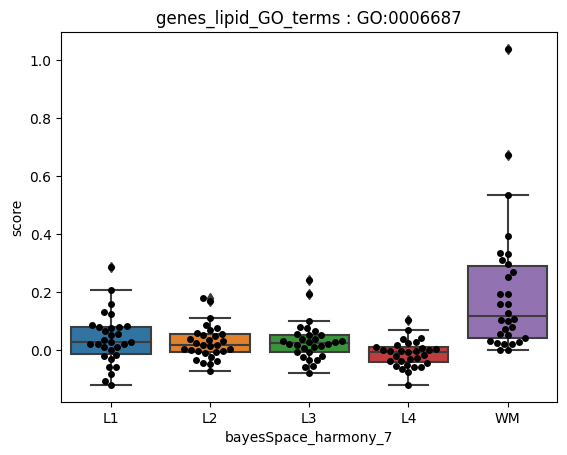 genes_lipid_GO_terms : GO:0006687
1.0
0.8
0.6
0.4
0.2
0.0
score
L1 L2 L3 L4 WM
bayesSpace_harmony_7